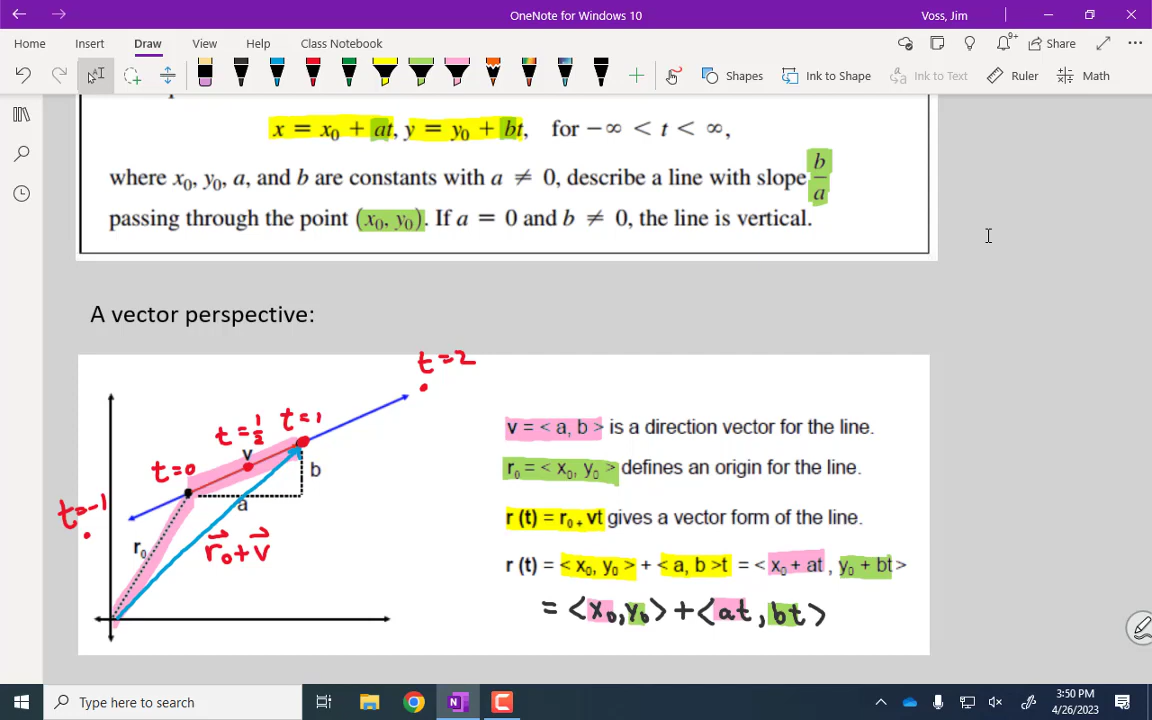 OneNote for Windows 10
Voss, Jim
Home Insert Draw View Help Class Notebook
9+
Share
Shapes Ink to Shape Ink to Text Ruler Math
x = x₀ + at, y = y₀ + bt, for −∞ < t < ∞,
where x₀, y₀, a, and b are constants with a ≠ 0, describe a line with slope b/a
passing through the point (x₀, y₀). If a = 0 and b ≠ 0, the line is vertical.
A vector perspective:
t=2
t=1
t=½
v
t=0
b
a
t=-1
r₀
r⃗₀+v⃗
v = < a, b > is a direction vector for the line.
r₀ = < x₀, y₀ > defines an origin for the line.
r (t) = r₀ + vt gives a vector form of the line.
r (t) = < x₀, y₀ > + < a, b >t = < x₀ + at , y₀ + bt >
= <x₀,y₀> + <at, bt>
Type here to search
3:50 PM
4/26/2023